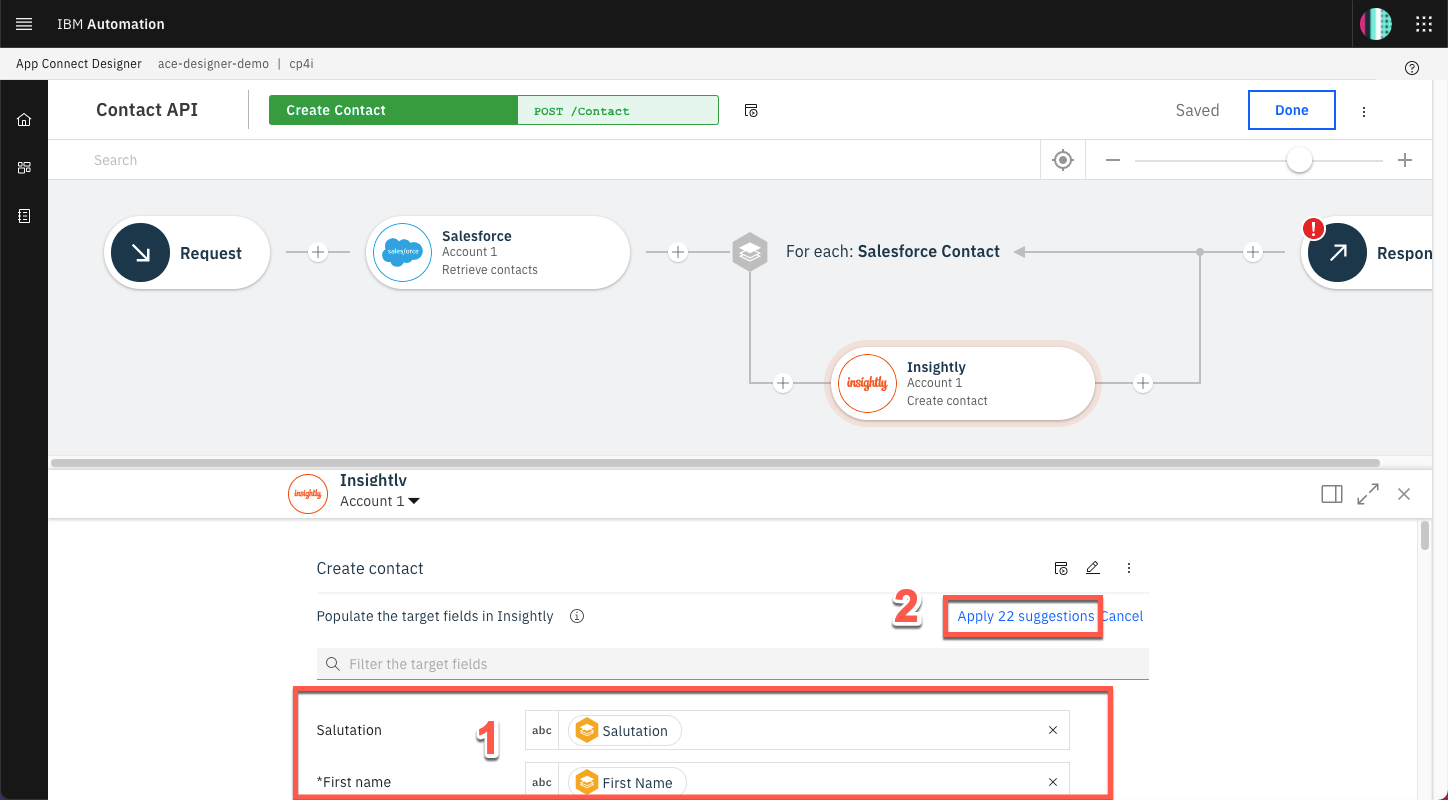 IBM Automation
App Connect Designer ace-designer-demo | cp4i
Contact API
Create Contact
POST /Contact
Saved
Done
Search
Request
salesforce
Salesforce
Account 1
Retrieve contacts
For each: Salesforce Contact
!
Respon
insightly
Insightly
Account 1
Create contact
insightly
Insightly
Account 1
Create contact
Populate the target fields in Insightly
2
Apply 22 suggestions
Cancel
Filter the target fields
1
Salutation
abc
Salutation
*First name
abc
First Name